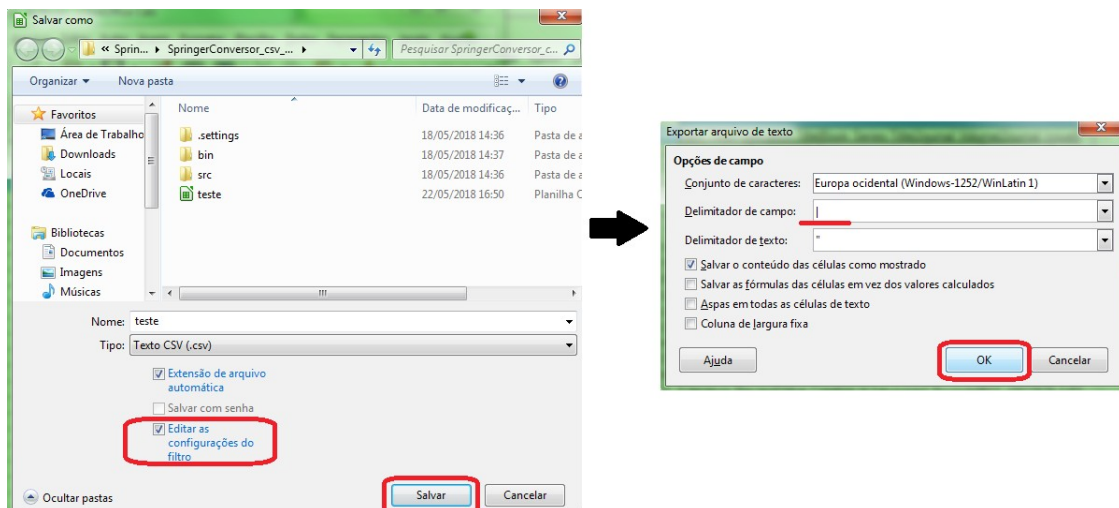 Salvar como
« Sprin... ▸ SpringerConversor_csv_... ▸
Pesquisar SpringerConversor_c...
Organizar ▾ Nova pasta
Favoritos
Área de Trabalho
Downloads
Locais
OneDrive
Bibliotecas
Documentos
Imagens
Músicas
Nome Data de modificaç... Tipo
.settings 18/05/2018 14:36 Pasta de a
bin 18/05/2018 14:37 Pasta de a
src 18/05/2018 14:36 Pasta de a
teste 22/05/2018 16:50 Planilha C
Nome: teste
Tipo: Texto CSV (.csv)
Extensão de arquivo
automática
Salvar com senha
Editar as
configurações do
filtro
Ocultar pastas Salvar Cancelar
Exportar arquivo de texto
Opções de campo
Conjunto de caracteres: Europa ocidental (Windows-1252/WinLatin 1)
Delimitador de campo: |
Delimitador de texto: "
Salvar o conteúdo das células como mostrado
Salvar as fórmulas das células em vez dos valores calculados
Aspas em todas as células de texto
Coluna de largura fixa
Ajuda OK Cancelar